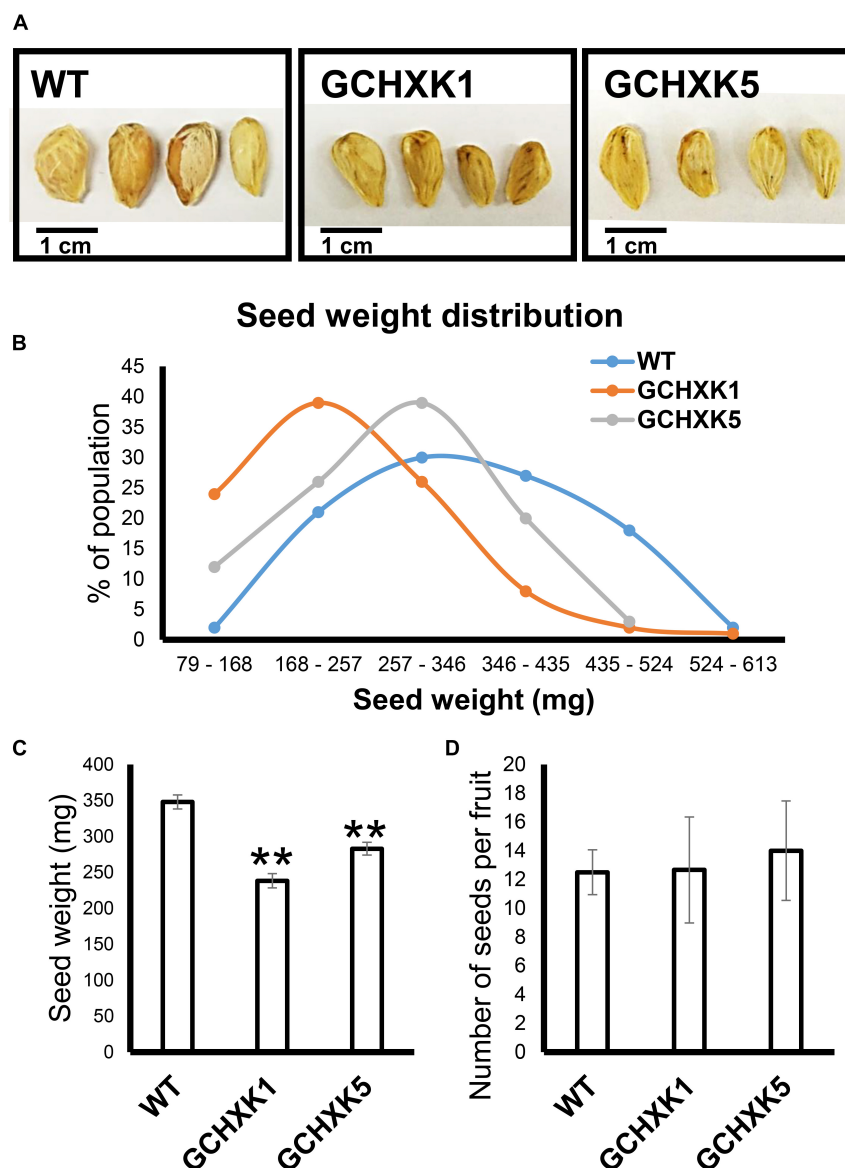 A
WT
GCHXK1
GCHXK5
1 cm
1 cm
1 cm
Seed weight distribution
B
45
40
35
30
25
20
15
10
5
0
% of population
WT
GCHXK1
GCHXK5
79 - 168
168 - 257
257 - 346
346 - 435
435 - 524
524 - 613
Seed weight (mg)
C
400
350
300
250
200
150
100
50
0
Seed weight (mg)
**
**
WT
GCHXK1
GCHXK5
D
20
18
16
14
12
10
8
6
4
2
0
Number of seeds per fruit
WT
GCHXK1
GCHXK5